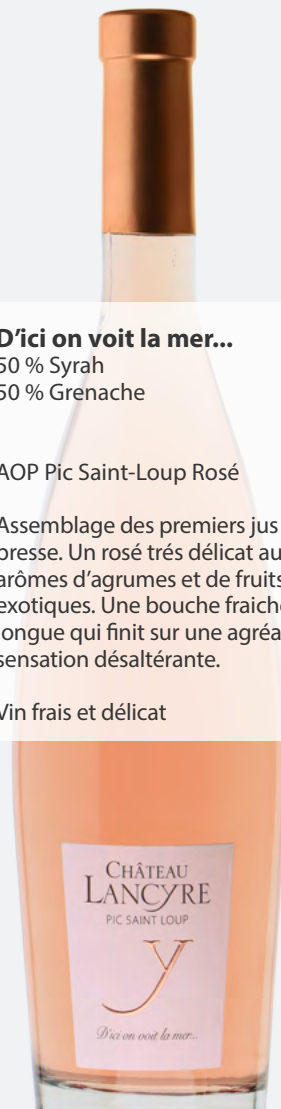 D'ici on voit la mer...
50 % Syrah
50 % Grenache
AOP Pic Saint-Loup Rosé
Assemblage des premiers jus
presse. Un rosé trés délicat au
arômes d'agrumes et de fruits
exotiques. Une bouche fraiche
longue qui finit sur une agréa
sensation désaltérante.
Vin frais et délicat
CHÂTEAU
LANCYRE
PIC SAINT LOUP
y
D'ici on voit la mer...